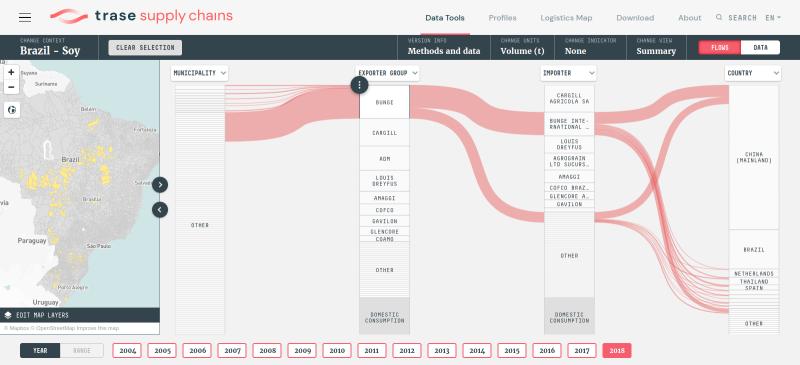 trase supply chains
Data Tools
Profiles
Logistics Map
Download
About
SEARCH
EN
CHANGE CONTEXT
Brazil - Soy
CLEAR SELECTION
VERSION INFO
Methods and data
CHANGE UNITS
Volume (t)
CHANGE INDICATOR
None
CHANGE VIEW
Summary
FLOWS
DATA
+
−
Guyana
Suriname
Belém
Fortaleza
Brazil
Salvador
Brasília
Paraguay
São Paulo
Porto Alegre
Uruguay
EDIT MAP LAYERS
© Mapbox © OpenStreetMap Improve this map
MUNICIPALITY
OTHER
EXPORTER GROUP
BUNGE
CARGILL
ADM
LOUIS
DREYFUS
AMAGGI
COFCO
GAVILON
GLENCORE
COAMO
OTHER
DOMESTIC
CONSUMPTION
IMPORTER
CARGILL
AGRICOLA SA
BUNGE INTE-
RNATIONAL …
LOUIS
DREYFUS
AGROGRAIN
LTD SUCURS…
AMAGGI
COFCO BRAZ…
GLENCORE A…
GAVILON
OTHER
DOMESTIC
CONSUMPTION
COUNTRY
CHINA
(MAINLAND)
BRAZIL
NETHERLANDS
THAILAND
SPAIN
OTHER
YEAR
RANGE
2004
2005
2006
2007
2008
2009
2010
2011
2012
2013
2014
2015
2016
2017
2018